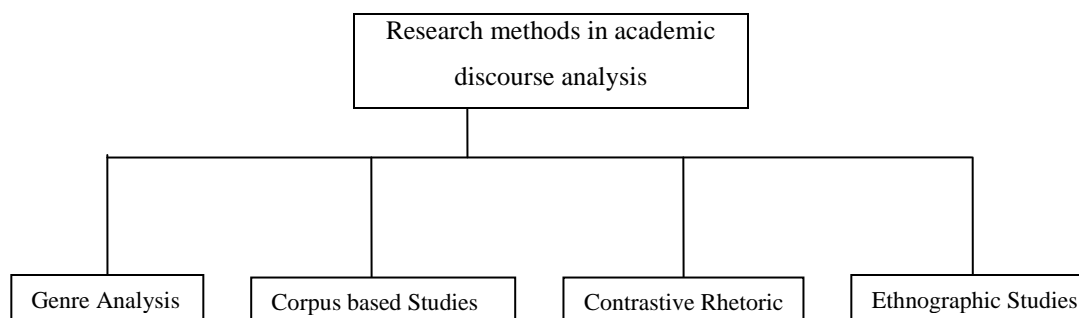 Research methods in academic
discourse analysis
Genre Analysis
Corpus based Studies
Contrastive Rhetoric
Ethnographic Studies